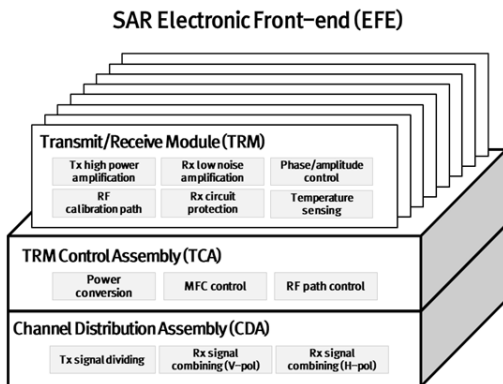 SAR Electronic Front-end (EFE)
Transmit/Receive Module (TRM)
Tx high power
amplification
Rx low noise
amplification
Phase/amplitude
control
RF
calibration path
Rx circuit
protection
Temperature
sensing
TRM Control Assembly (TCA)
Power
conversion
MFC control
RF path control
Channel Distribution Assembly (CDA)
Tx signal dividing
Rx signal
combining (V-pol)
Rx signal
combining (H-pol)